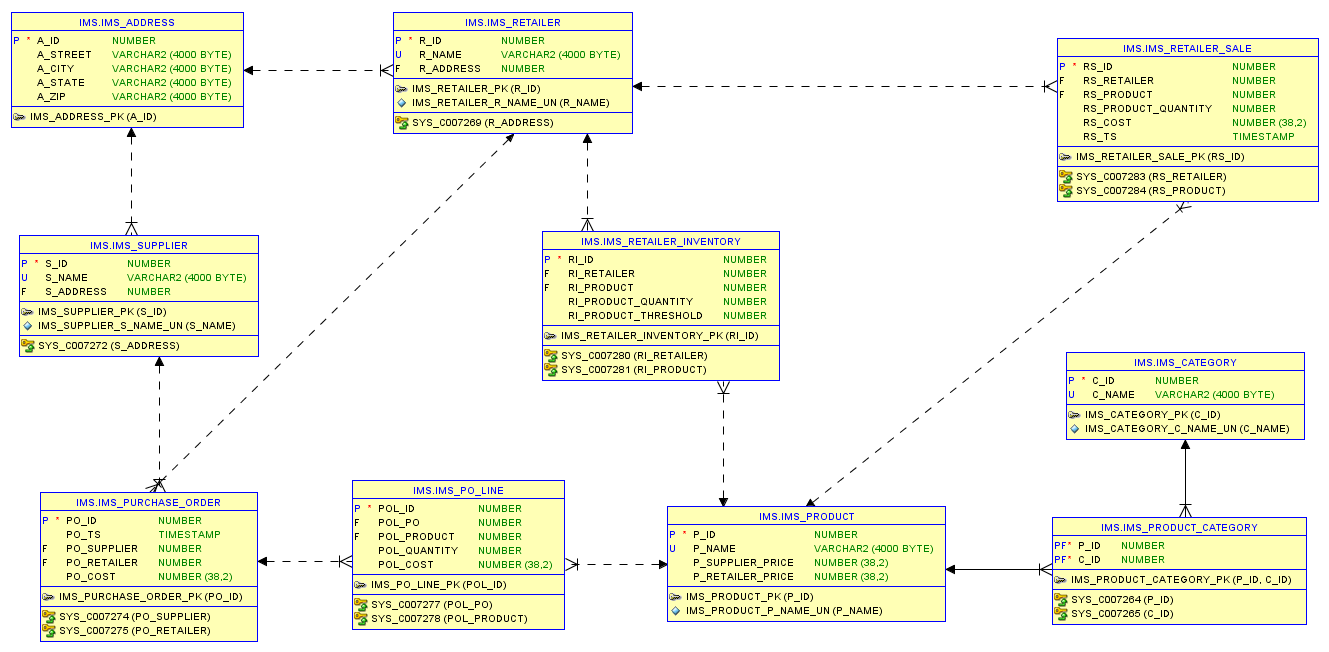 IMS.IMS_ADDRESS
P * A_ID NUMBER
A_STREET VARCHAR2 (4000 BYTE)
A_CITY VARCHAR2 (4000 BYTE)
A_STATE VARCHAR2 (4000 BYTE)
A_ZIP VARCHAR2 (4000 BYTE)
IMS_ADDRESS_PK (A_ID)
IMS.IMS_RETAILER
P * R_ID NUMBER
U R_NAME VARCHAR2 (4000 BYTE)
F R_ADDRESS NUMBER
IMS_RETAILER_PK (R_ID)
IMS_RETAILER_R_NAME_UN (R_NAME)
SYS_C007269 (R_ADDRESS)
IMS.IMS_RETAILER_SALE
P * RS_ID NUMBER
F RS_RETAILER NUMBER
F RS_PRODUCT NUMBER
RS_PRODUCT_QUANTITY NUMBER
RS_COST NUMBER (38,2)
RS_TS TIMESTAMP
IMS_RETAILER_SALE_PK (RS_ID)
SYS_C007283 (RS_RETAILER)
SYS_C007284 (RS_PRODUCT)
IMS.IMS_SUPPLIER
P * S_ID NUMBER
U S_NAME VARCHAR2 (4000 BYTE)
F S_ADDRESS NUMBER
IMS_SUPPLIER_PK (S_ID)
IMS_SUPPLIER_S_NAME_UN (S_NAME)
SYS_C007272 (S_ADDRESS)
IMS.IMS_RETAILER_INVENTORY
P * RI_ID NUMBER
F RI_RETAILER NUMBER
F RI_PRODUCT NUMBER
RI_PRODUCT_QUANTITY NUMBER
RI_PRODUCT_THRESHOLD NUMBER
IMS_RETAILER_INVENTORY_PK (RI_ID)
SYS_C007280 (RI_RETAILER)
SYS_C007281 (RI_PRODUCT)
IMS.IMS_CATEGORY
P * C_ID NUMBER
U C_NAME VARCHAR2 (4000 BYTE)
IMS_CATEGORY_PK (C_ID)
IMS_CATEGORY_C_NAME_UN (C_NAME)
IMS.IMS_PURCHASE_ORDER
P * PO_ID NUMBER
PO_TS TIMESTAMP
F PO_SUPPLIER NUMBER
F PO_RETAILER NUMBER
PO_COST NUMBER (38,2)
IMS_PURCHASE_ORDER_PK (PO_ID)
SYS_C007274 (PO_SUPPLIER)
SYS_C007275 (PO_RETAILER)
IMS.IMS_PO_LINE
P * POL_ID NUMBER
F POL_PO NUMBER
F POL_PRODUCT NUMBER
POL_QUANTITY NUMBER
POL_COST NUMBER (38,2)
IMS_PO_LINE_PK (POL_ID)
SYS_C007277 (POL_PO)
SYS_C007278 (POL_PRODUCT)
IMS.IMS_PRODUCT
P * P_ID NUMBER
U P_NAME VARCHAR2 (4000 BYTE)
P_SUPPLIER_PRICE NUMBER (38,2)
P_RETAILER_PRICE NUMBER (38,2)
IMS_PRODUCT_PK (P_ID)
IMS_PRODUCT_P_NAME_UN (P_NAME)
IMS.IMS_PRODUCT_CATEGORY
PF* P_ID NUMBER
PF* C_ID NUMBER
IMS_PRODUCT_CATEGORY_PK (P_ID, C_ID)
SYS_C007264 (P_ID)
SYS_C007265 (C_ID)